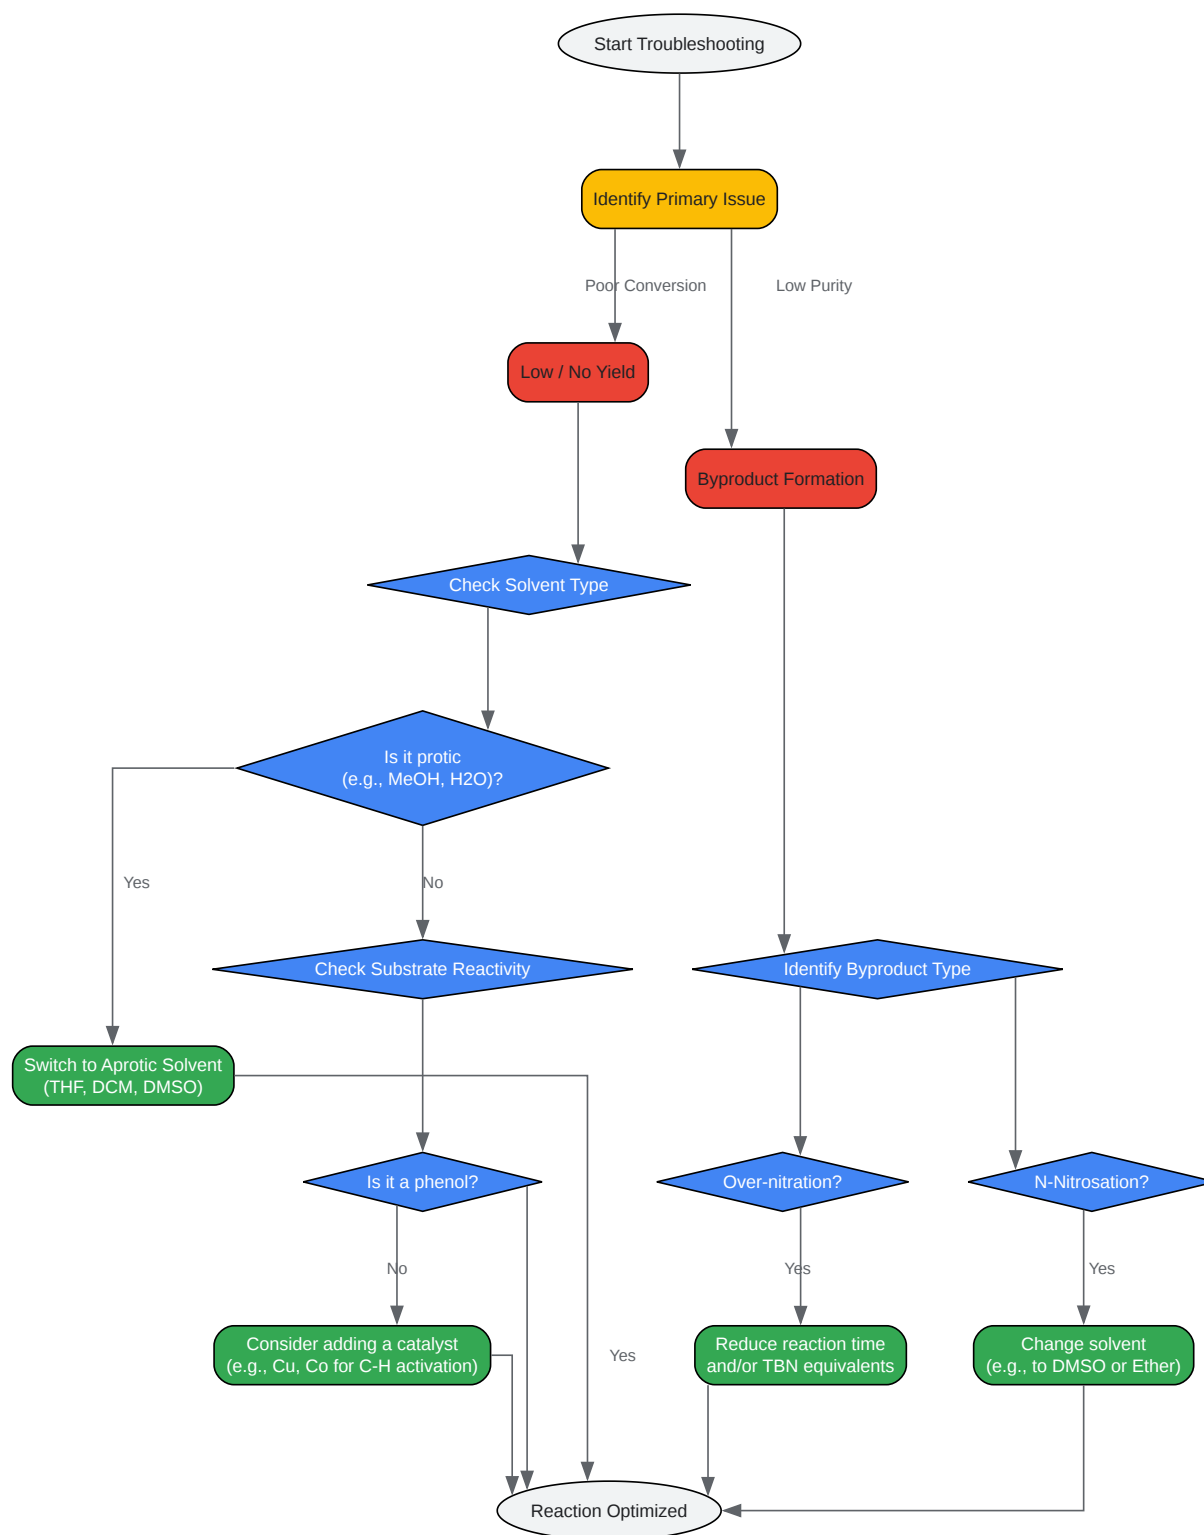 Start Troubleshooting
Identify Primary Issue
Poor Conversion
Low Purity
Low / No Yield
Byproduct Formation
Check Solvent Type
Is it protic
(e.g., MeOH, H2O)?
Yes
No
Check Substrate Reactivity
Identify Byproduct Type
Switch to Aprotic Solvent
(THF, DCM, DMSO)
Is it a phenol?
Over-nitration?
N-Nitrosation?
No
Yes
Yes
Consider adding a catalyst
(e.g., Cu, Co for C-H activation)
Yes
Reduce reaction time
and/or TBN equivalents
Change solvent
(e.g., to DMSO or Ether)
Reaction Optimized